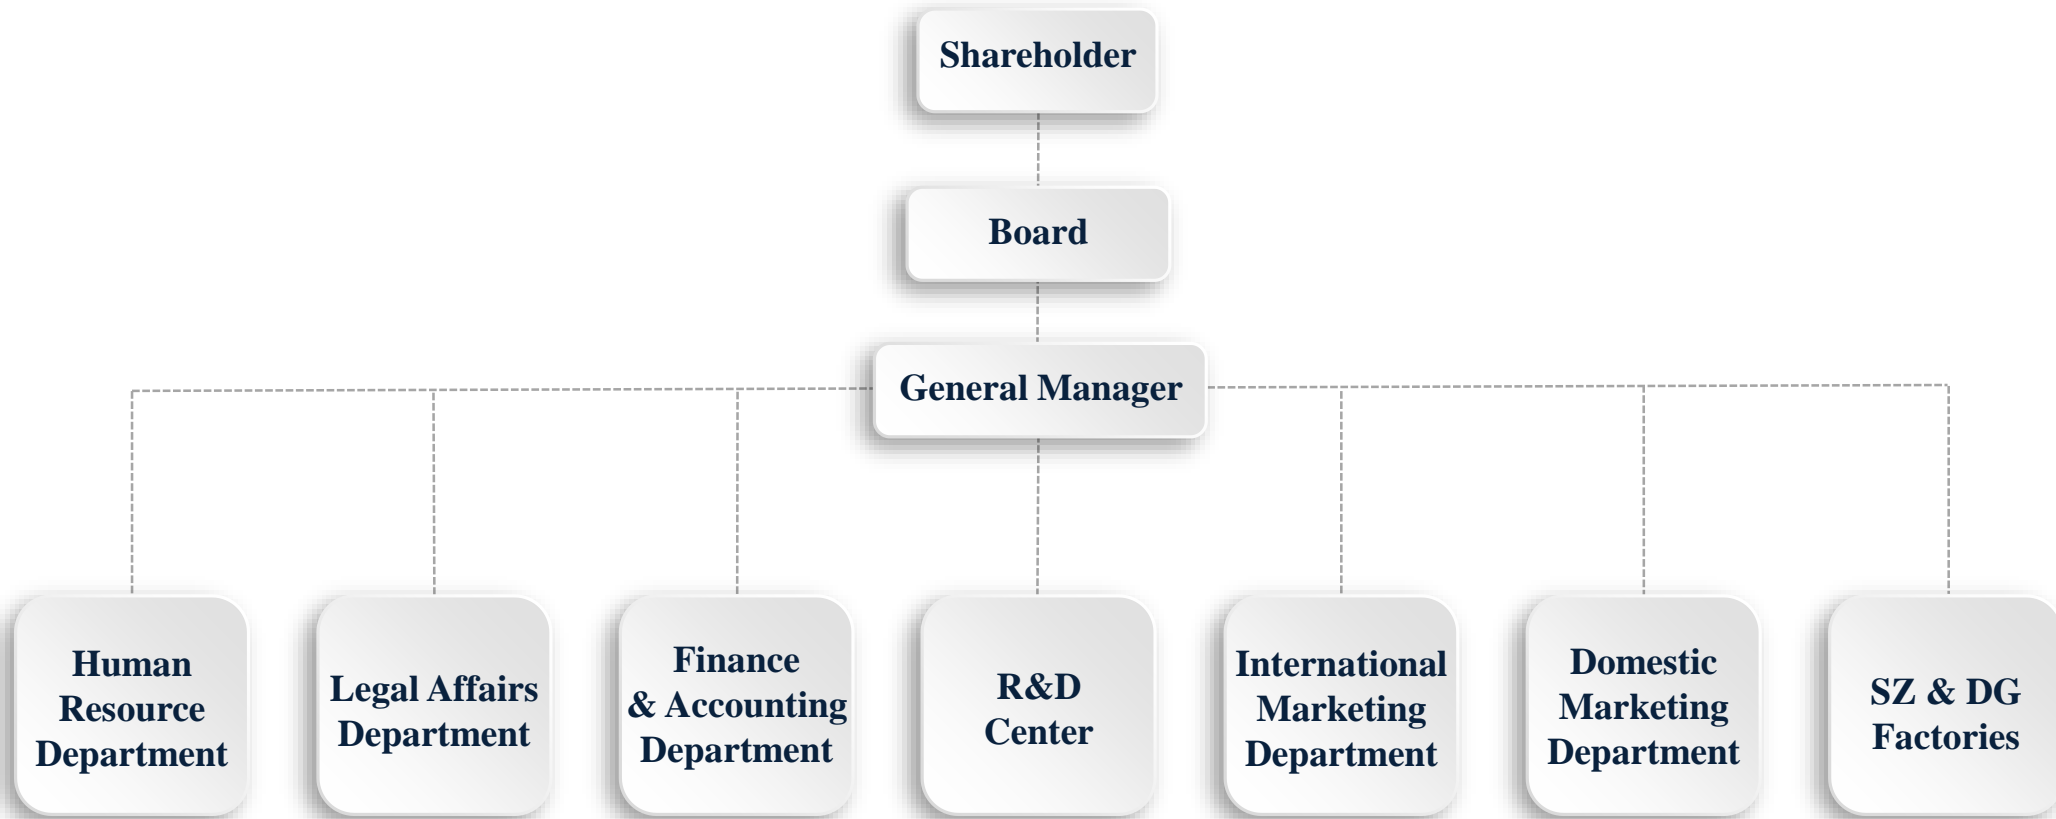 Shareholder
Board
General Manager
Human
Resource
Department
Legal Affairs
Department
Finance
& Accounting
Department
R&D
Center
International
Marketing
Department
Domestic
Marketing
Department
SZ & DG
Factories